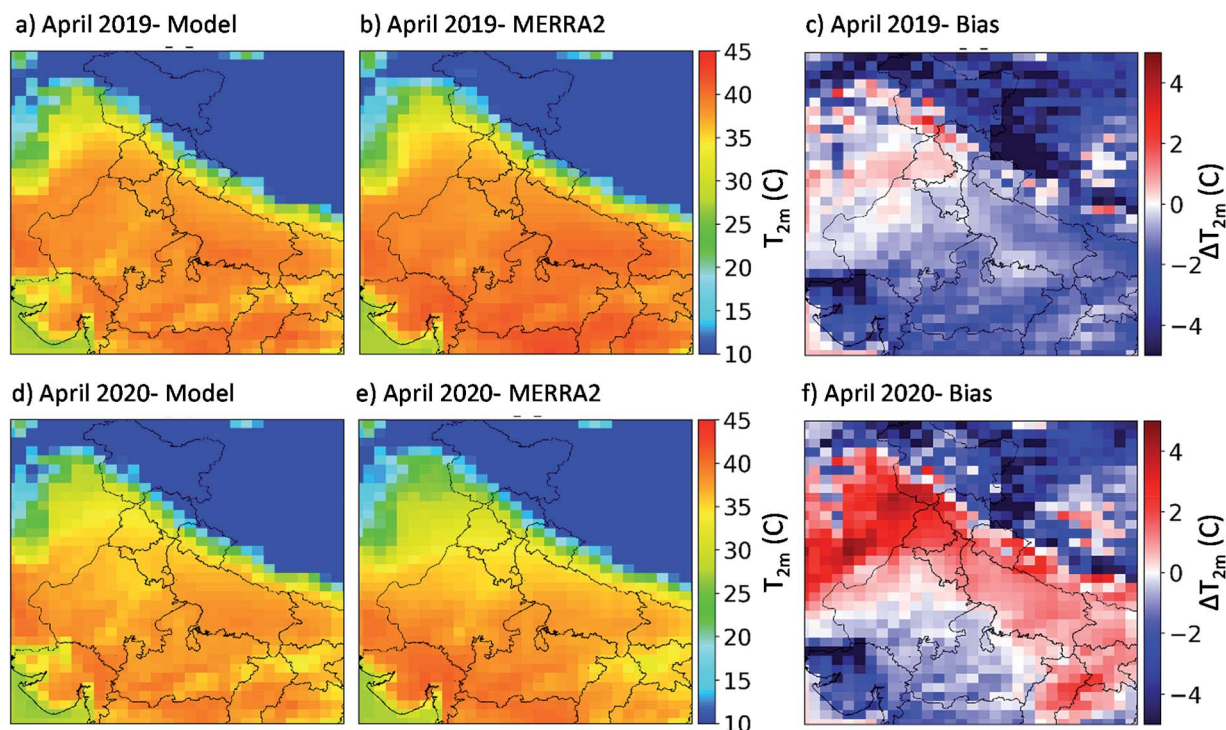 a) April 2019- Model
b) April 2019- MERRA2
c) April 2019- Bias
45
40
35
30
25
20
15
10
T2m (C)
4
2
0
−2
−4
ΔT2m (C)
d) April 2020- Model
e) April 2020- MERRA2
f) April 2020- Bias
45
40
35
30
25
20
15
10
T2m (C)
4
2
0
−2
−4
ΔT2m (C)